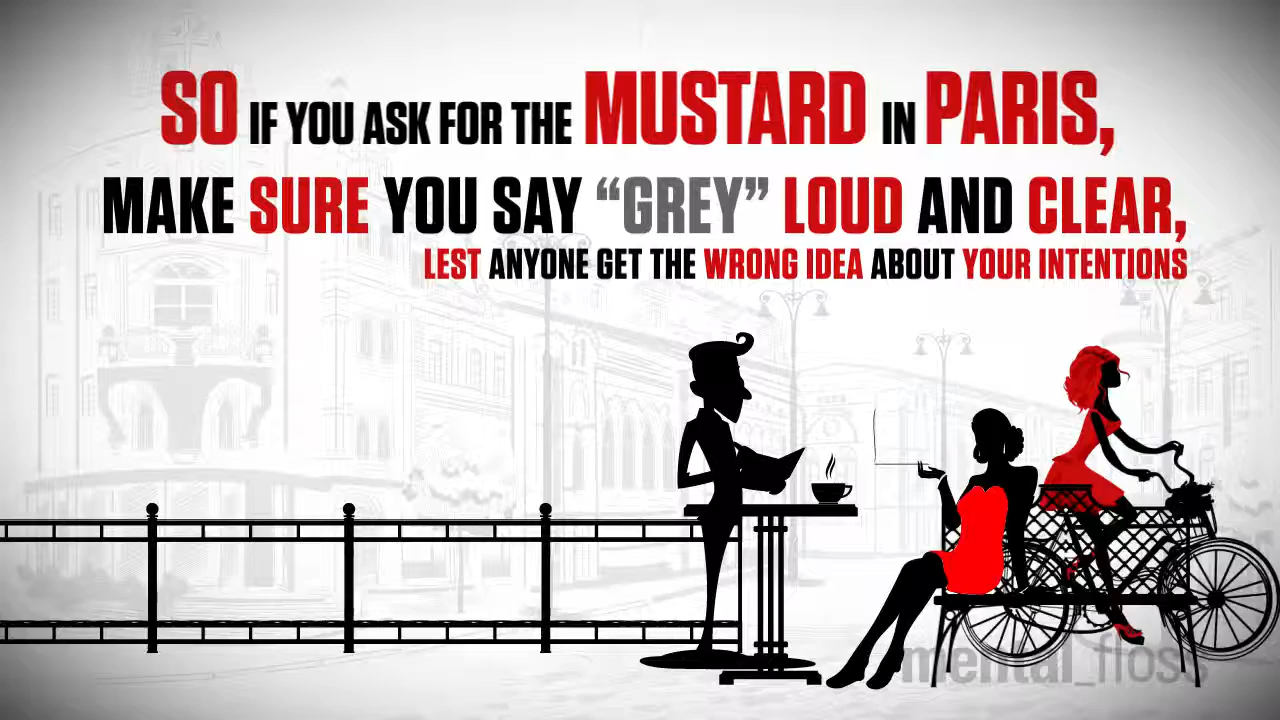 SO IF YOU ASK FOR THE MUSTARD IN PARIS,
MAKE SURE YOU SAY “GREY” LOUD AND CLEAR,
LEST ANYONE GET THE WRONG IDEA ABOUT YOUR INTENTIONS
mental_floss